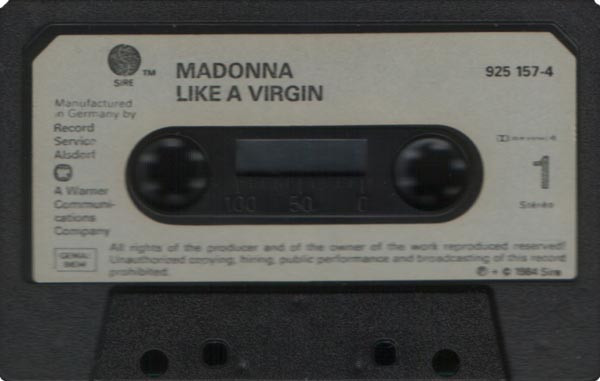 SIRE
TM
MADONNA
LIKE A VIRGIN
925 157-4
Manufactured
in Germany by
Record
Service
Alsdorf
A Warner
Communi-
cations
Company
1
Stereo
100 50 0
All rights of the producer and of the owner of the work reproduced reserved!
Unauthorized copying, hiring, public performance and broadcasting of this record
prohibited.
GEMA/
BIEM
℗ + © 1984 Sire